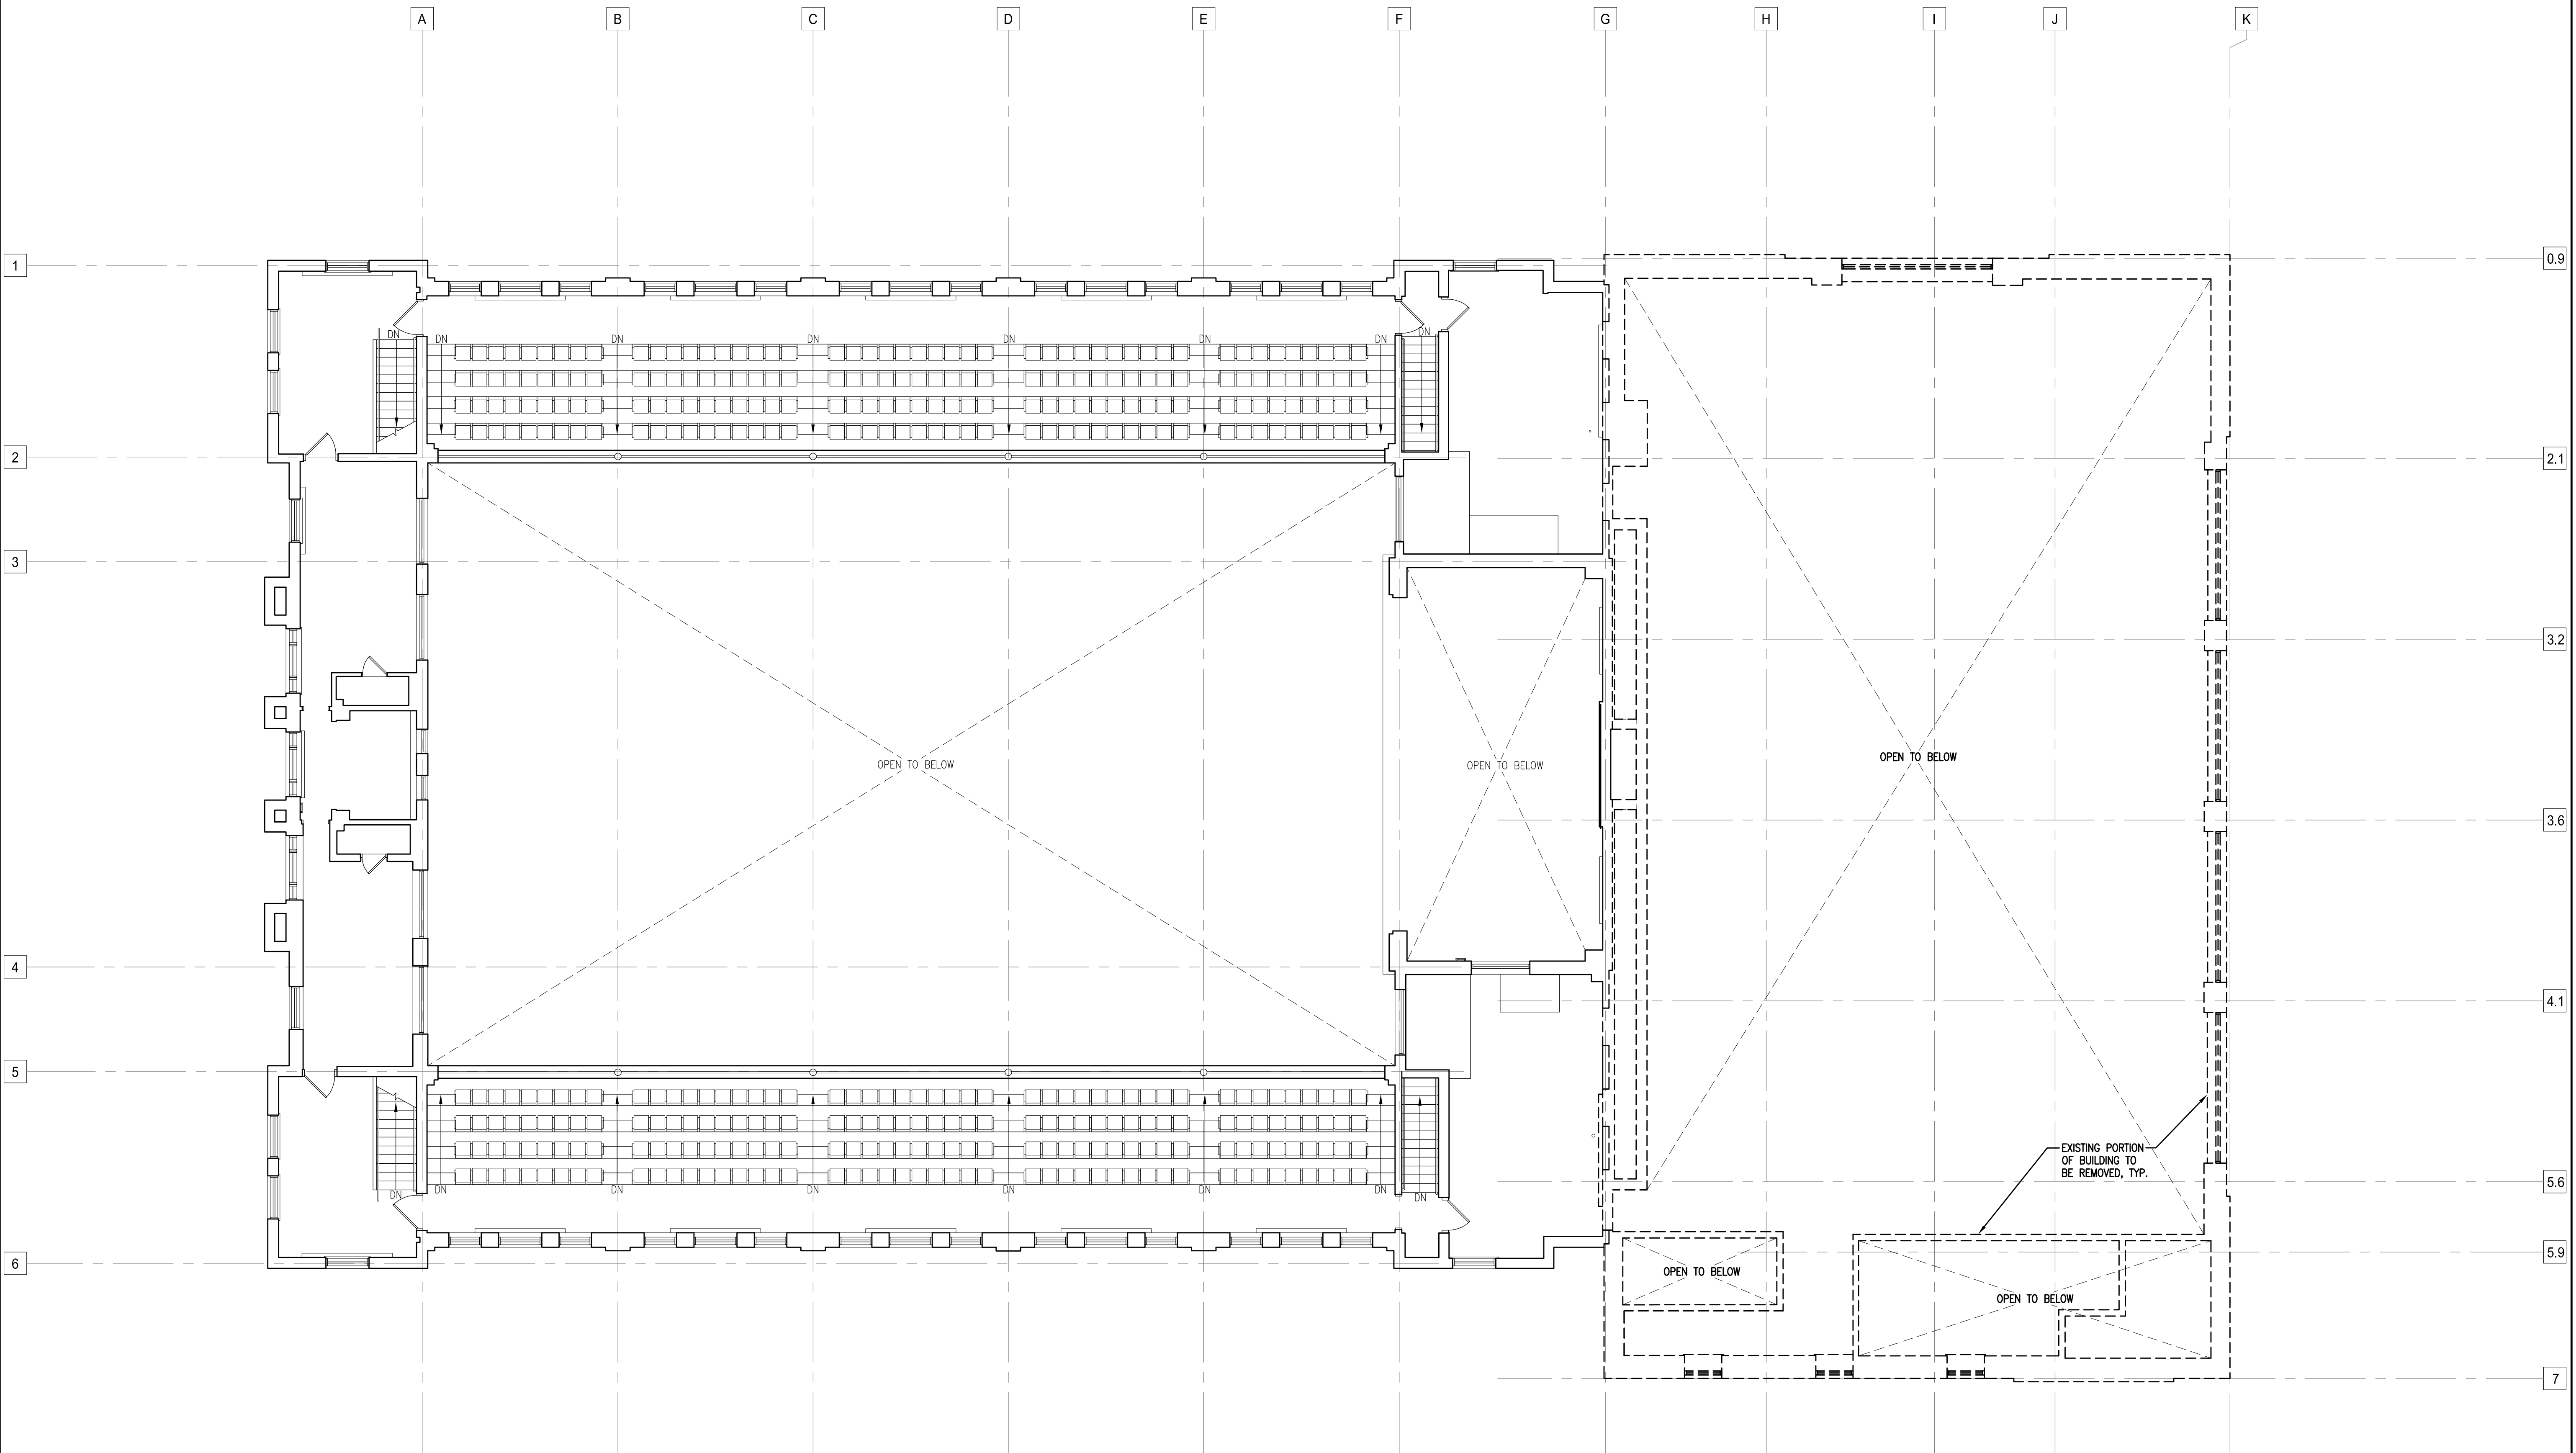 A B C D E F G H I J K
1 0.9
DN DN DN DN DN DN DN DN
2 2.1
3
3.2
OPEN TO BELOW OPEN TO BELOW OPEN TO BELOW
3.6
4
4.1
5
EXISTING PORTION
OF BUILDING TO
BE REMOVED, TYP.
5.6
DN DN DN DN DN DN DN DN
5.9
6
OPEN TO BELOW
OPEN TO BELOW
7